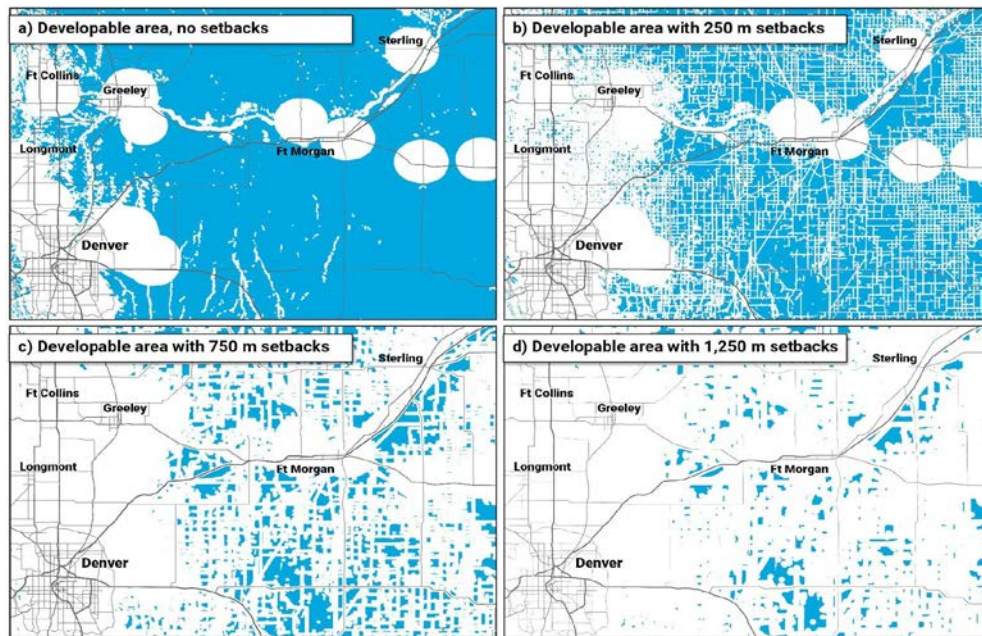 a) Developable area, no setbacks
Sterling
Ft Collins
Greeley
Longmont
Ft Morgan
Denver
b) Developable area with 250 m setbacks
Sterling
Ft Collins
Greeley
Longmont
Ft Morgan
Denver
c) Developable area with 750 m setbacks
Sterling
Ft Collins
Greeley
Longmont
Ft Morgan
Denver
d) Developable area with 1,250 m setbacks
Sterling
Ft Collins
Greeley
Longmont
Ft Morgan
Denver